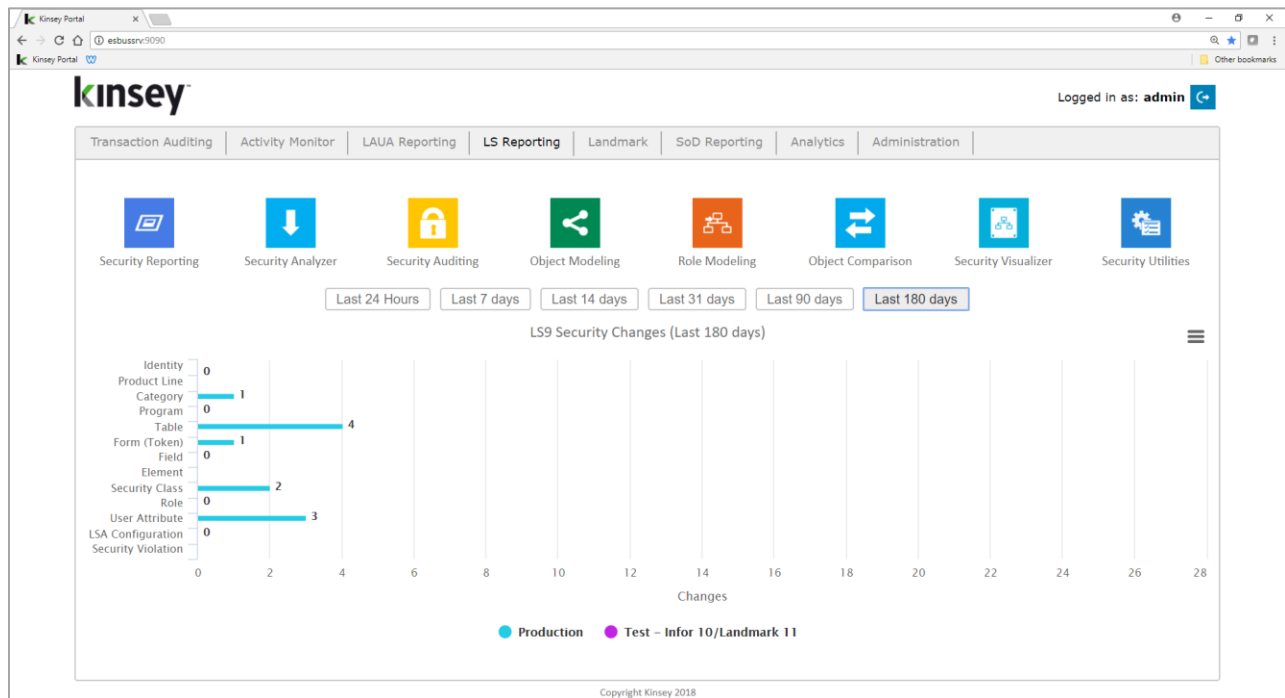 Kinsey Portal
esbussrv:9090
Kinsey Portal
Other bookmarks
kinsey
Logged in as: admin
Transaction Auditing Activity Monitor LAUA Reporting LS Reporting Landmark SoD Reporting Analytics Administration
Security Reporting Security Analyzer Security Auditing Object Modeling Role Modeling Object Comparison Security Visualizer Security Utilities
Last 24 Hours Last 7 days Last 14 days Last 31 days Last 90 days Last 180 days
LS9 Security Changes (Last 180 days)
Identity 0
Product Line
Category 1
Program 0
Table 4
Form (Token) 1
Field 0
Element
Security Class 2
Role 0
User Attribute 3
LSA Configuration 0
Security Violation
0 2 4 6 8 10 12 14 16 18 20 22 24 26 28
Changes
Production Test – Infor 10/Landmark 11
Copyright Kinsey 2018